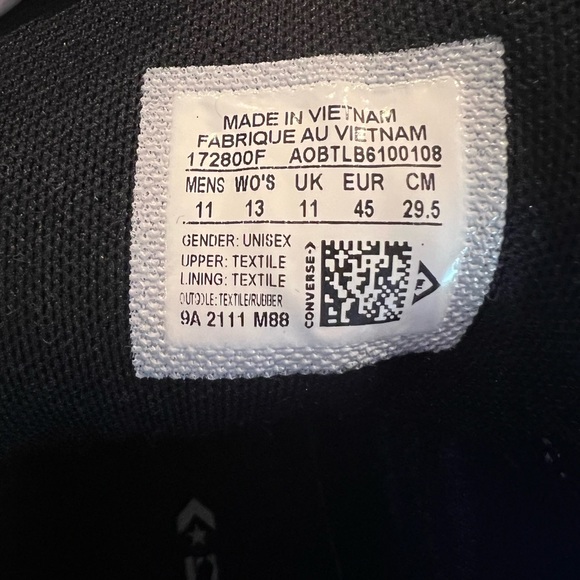 MADE IN VIETNAM
FABRIQUE AU VIETNAM
172800F AOBTLB6100108
MENS WO'S UK EUR CM
11 13 11 45 29.5
GENDER: UNISEX
UPPER: TEXTILE
LINING: TEXTILE
OUTSOLE: TEXTILE/RUBBER
9A 2111 M88
CONVERSE